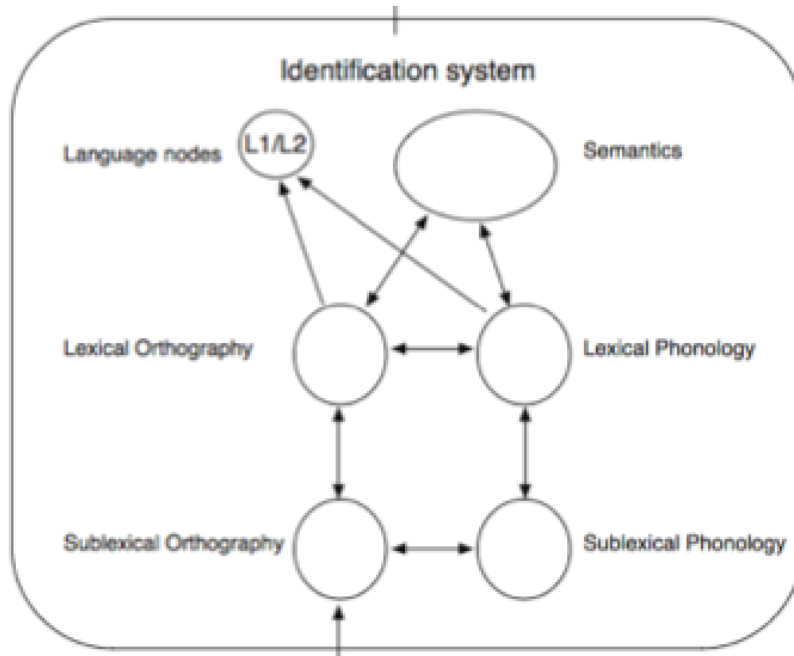 Identification system
Language nodes
L1/L2
Semantics
Lexical Orthography
Lexical Phonology
Sublexical Orthography
Sublexical Phonology